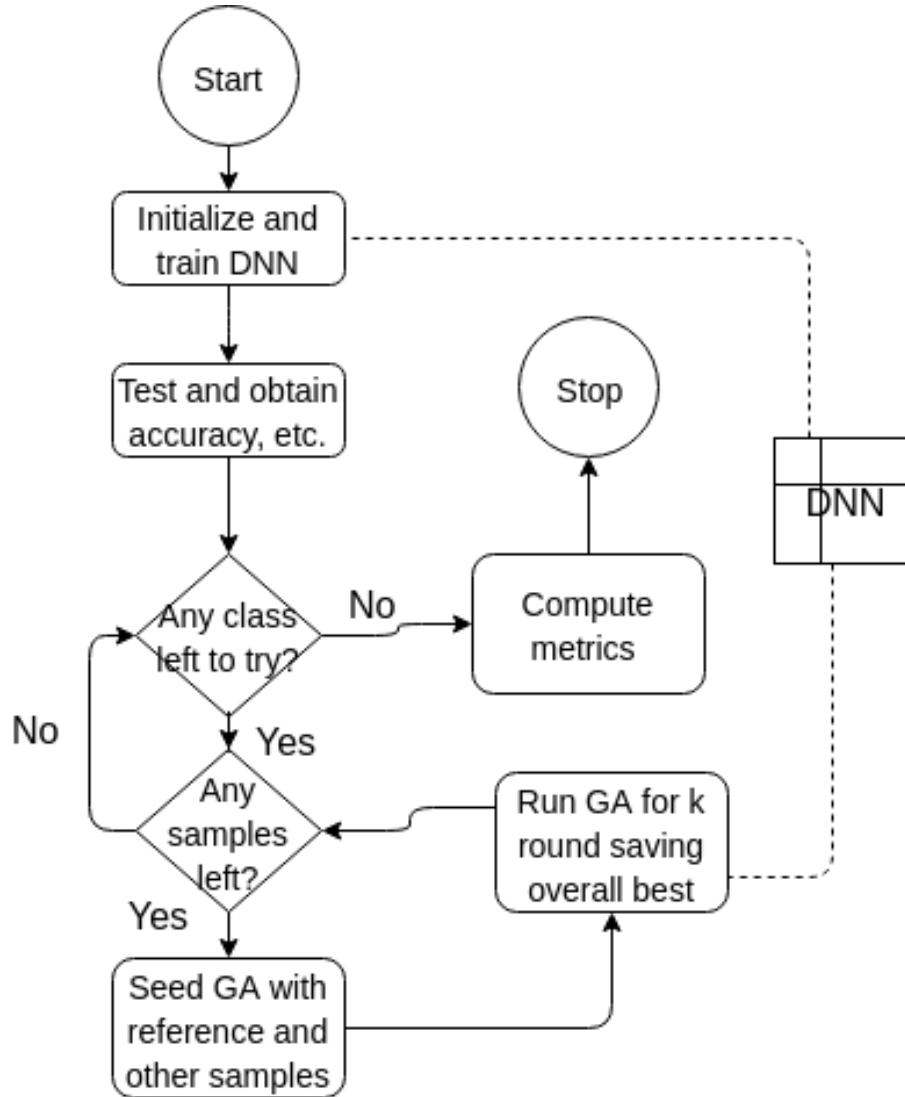 Start
Initialize and
train DNN
Test and obtain
accuracy, etc.
Stop
DNN
Any class
left to try?
No
Compute
metrics
No
Yes
Any
samples
left?
Run GA for k
round saving
overall best
Yes
Seed GA with
reference and
other samples